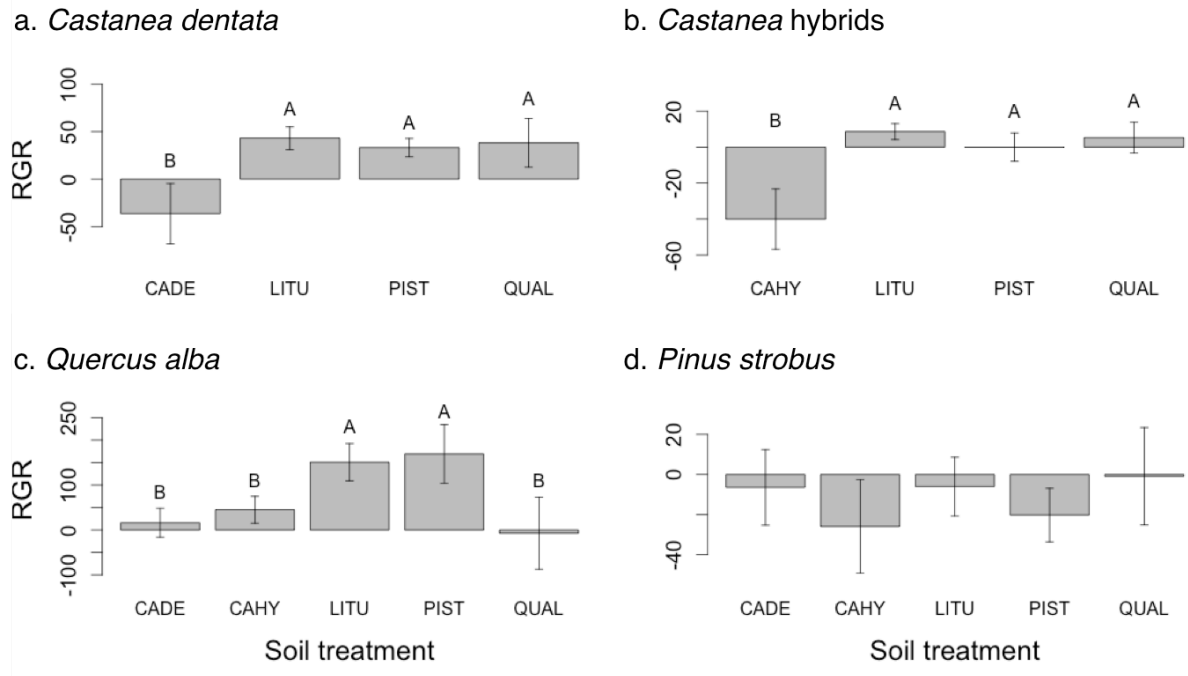 a. Castanea dentata
RGR
100
50
0
-50
B
A
A
A
CADE LITU PIST QUAL
b. Castanea hybrids
20
-20
-60
B
A
A
A
CAHY LITU PIST QUAL
c. Quercus alba
RGR
250
100
0
-100
B
B
A
A
B
CADE CAHY LITU PIST QUAL
Soil treatment
d. Pinus strobus
20
0
-40
CADE CAHY LITU PIST QUAL
Soil treatment